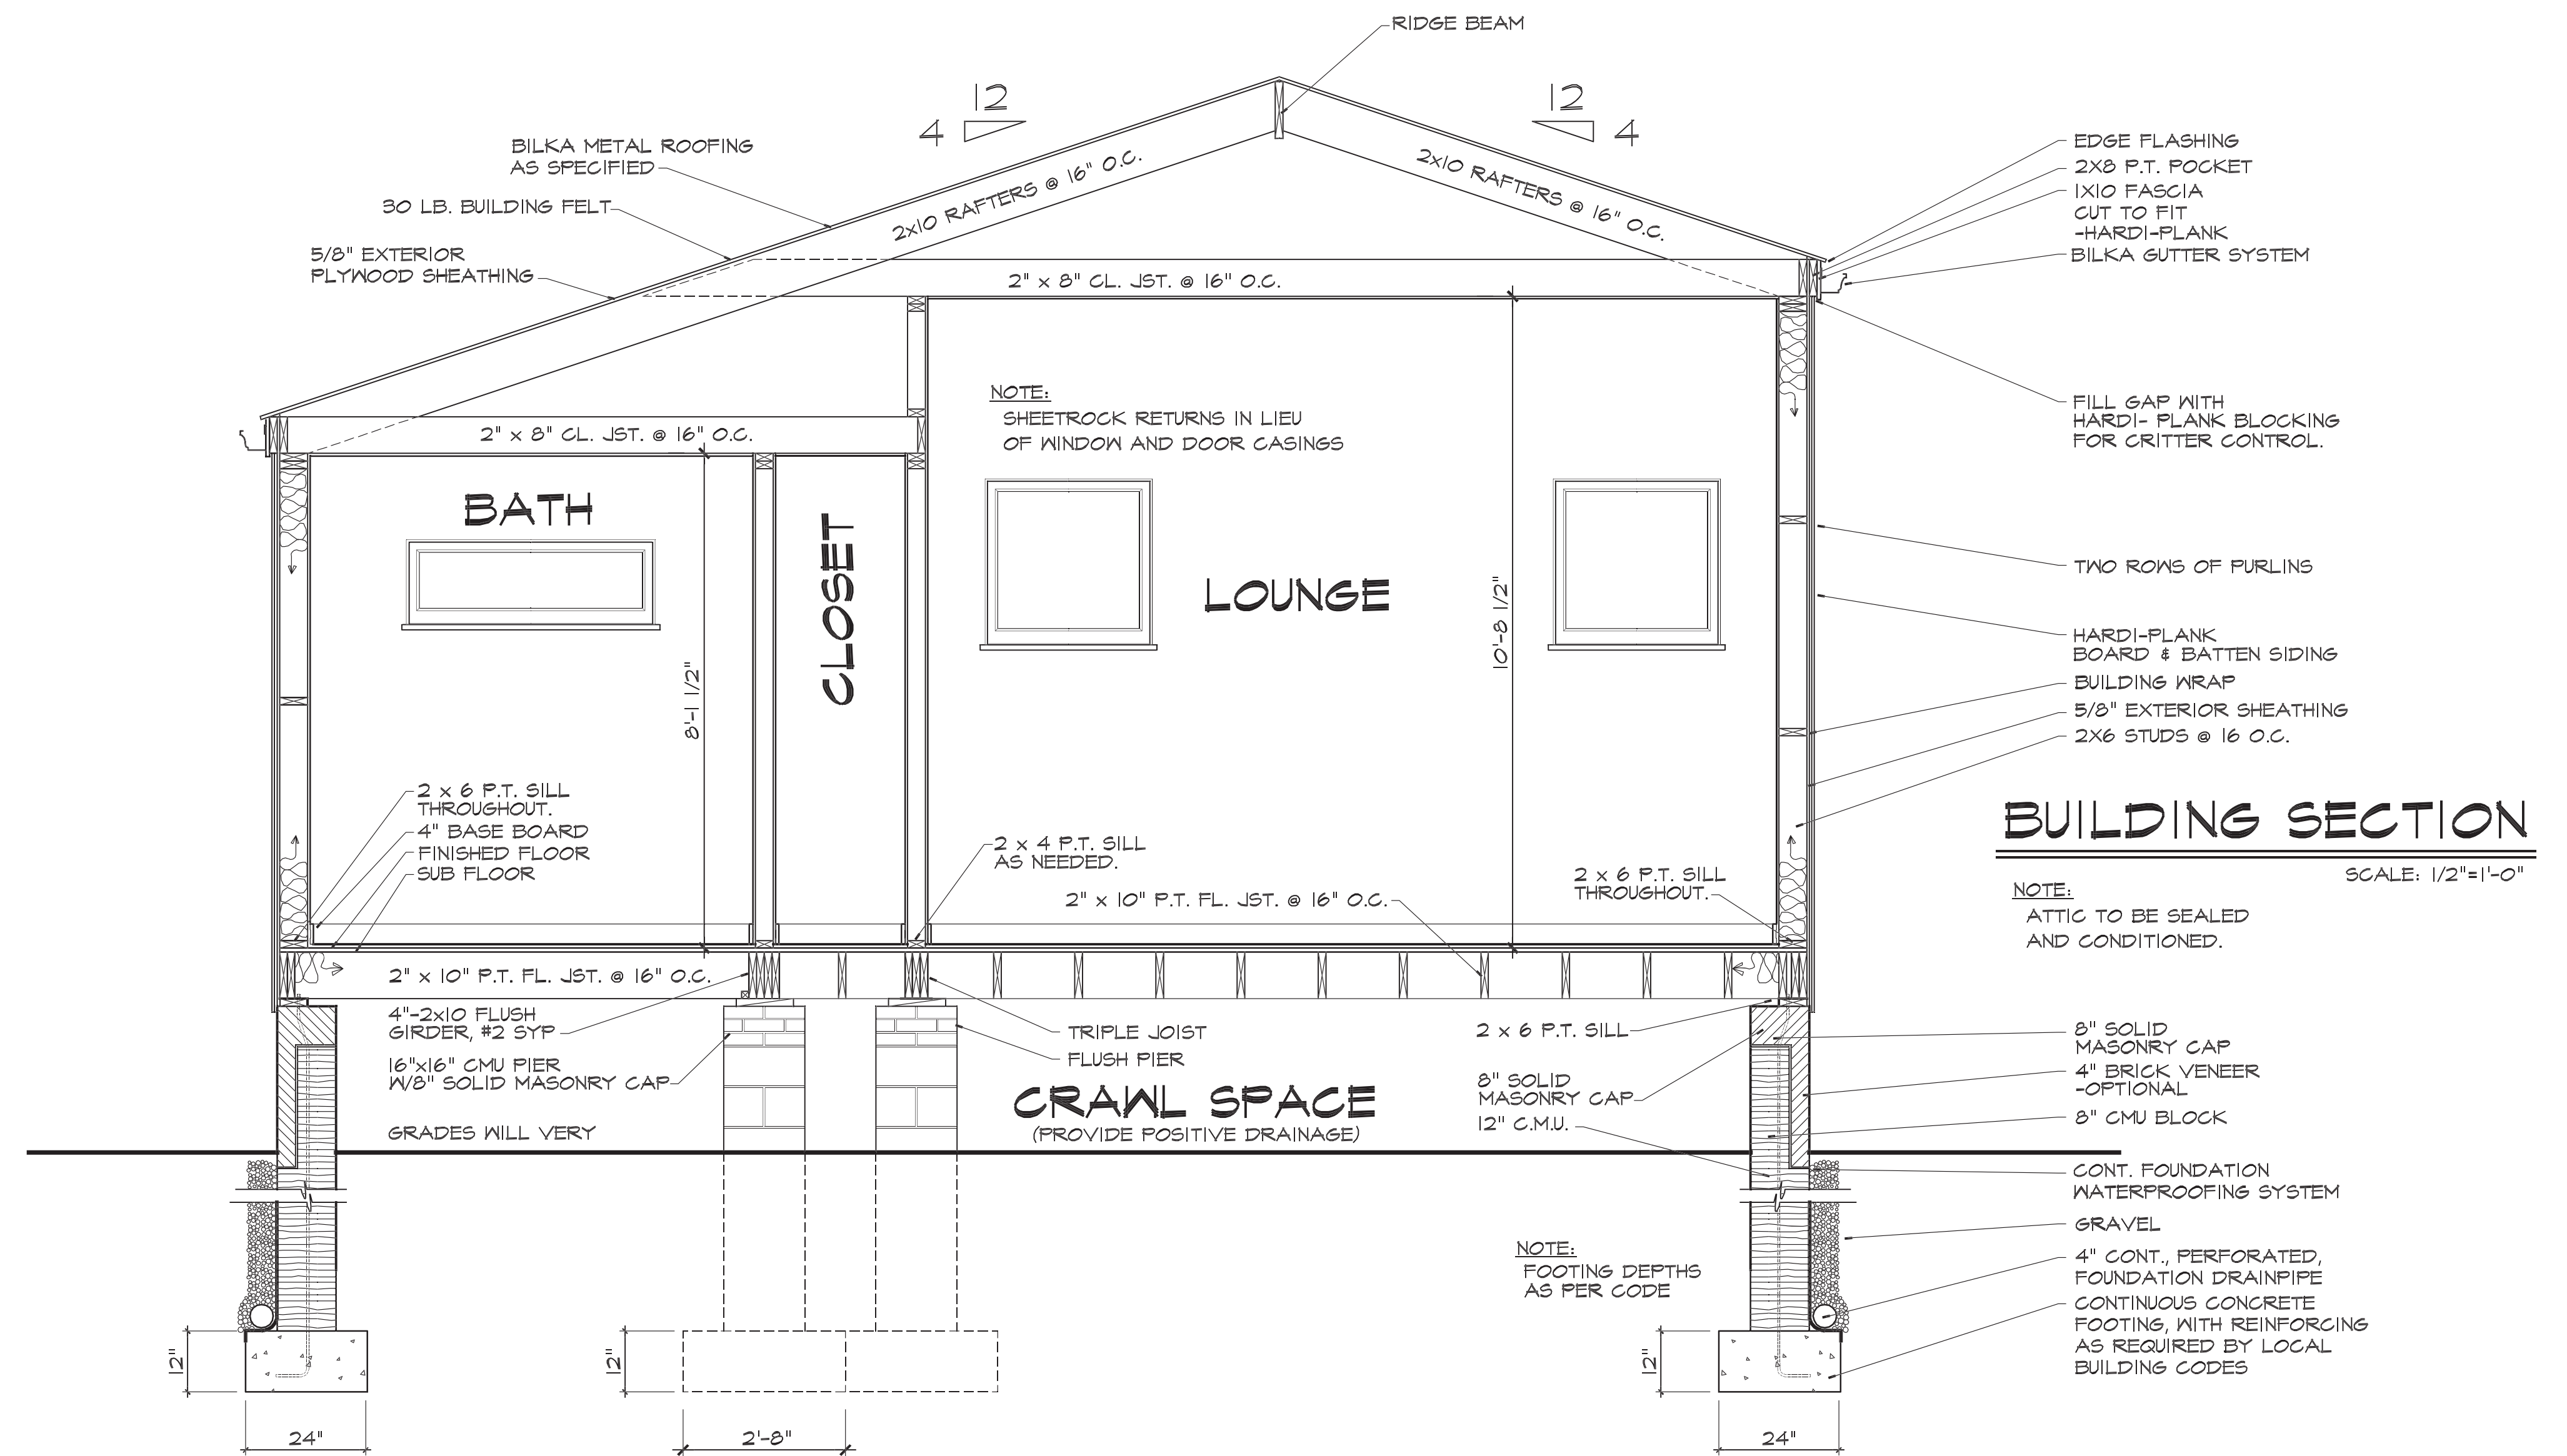 RIDGE BEAM
12
4
12
4
BILKA METAL ROOFING
AS SPECIFIED
30 LB. BUILDING FELT
5/8" EXTERIOR
PLYWOOD SHEATHING
2x10 RAFTERS @ 16" O.C.
2x10 RAFTERS @ 16" O.C.
EDGE FLASHING
2X8 P.T. POCKET
1X10 FASCIA
CUT TO FIT
-HARDI-PLANK
BILKA GUTTER SYSTEM
2" x 8" CL. JST. @ 16" O.C.
NOTE:
SHEETROCK RETURNS IN LIEU
OF WINDOW AND DOOR CASINGS
FILL GAP WITH
HARDI- PLANK BLOCKING
FOR CRITTER CONTROL.
2" x 8" CL. JST. @ 16" O.C.
BATH
CLOSET
LOUNGE
8'-1 1/2"
10'-8 1/2"
TWO ROWS OF PURLINS
HARDI-PLANK
BOARD & BATTEN SIDING
BUILDING WRAP
5/8" EXTERIOR SHEATHING
2X6 STUDS @ 16 O.C.
BUILDING SECTION
SCALE: 1/2"=1'-0"
NOTE:
ATTIC TO BE SEALED
AND CONDITIONED.
2 x 6 P.T. SILL
THROUGHOUT.
4" BASE BOARD
FINISHED FLOOR
SUB FLOOR
2 x 4 P.T. SILL
AS NEEDED.
2" x 10" P.T. FL. JST. @ 16" O.C.
2 x 6 P.T. SILL
THROUGHOUT.
2" x 10" P.T. FL. JST. @ 16" O.C.
4"-2x10 FLUSH
GIRDER, #2 SYP
16"x16" CMU PIER
W/8" SOLID MASONRY CAP
GRADES WILL VERY
TRIPLE JOIST
FLUSH PIER
CRAWL SPACE
(PROVIDE POSITIVE DRAINAGE)
2 x 6 P.T. SILL
8" SOLID
MASONRY CAP
12" C.M.U.
8" SOLID
MASONRY CAP
4" BRICK VENEER
-OPTIONAL
8" CMU BLOCK
CONT. FOUNDATION
WATERPROOFING SYSTEM
GRAVEL
4" CONT., PERFORATED,
FOUNDATION DRAINPIPE
CONTINUOUS CONCRETE
FOOTING, WITH REINFORCING
AS REQUIRED BY LOCAL
BUILDING CODES
NOTE:
FOOTING DEPTHS
AS PER CODE
12"
12"
12"
24"
2'-8"
24"